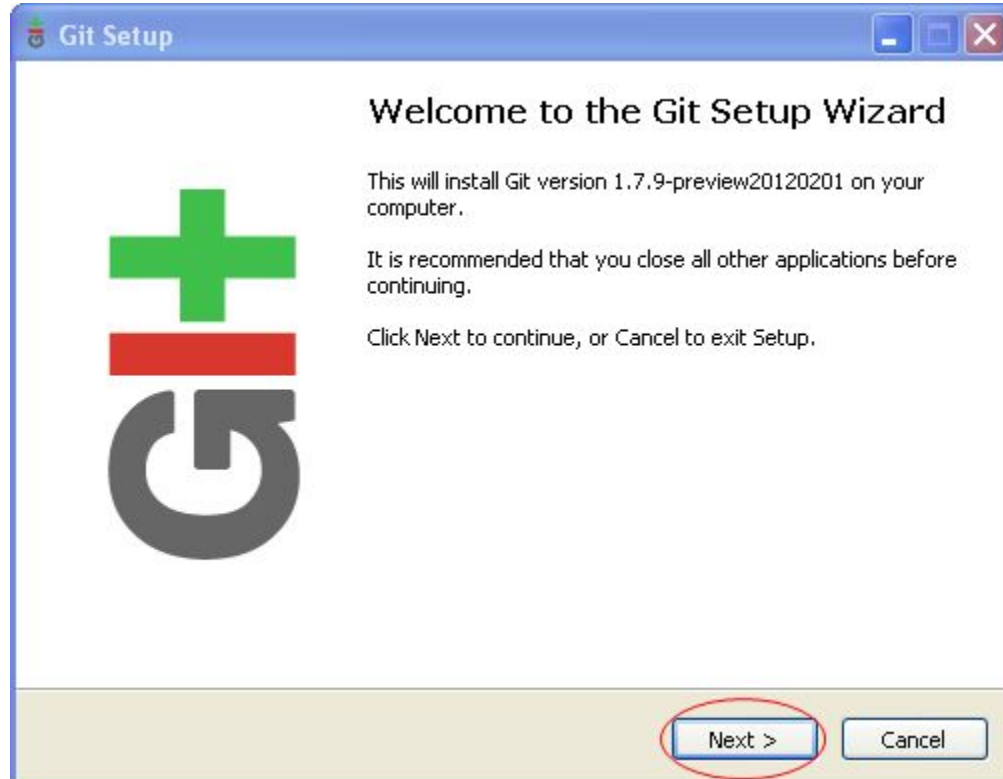 Git Setup
Welcome to the Git Setup Wizard
This will install Git version 1.7.9-preview20120201 on your
computer.
It is recommended that you close all other applications before
continuing.
Click Next to continue, or Cancel to exit Setup.
Git
Next >
Cancel